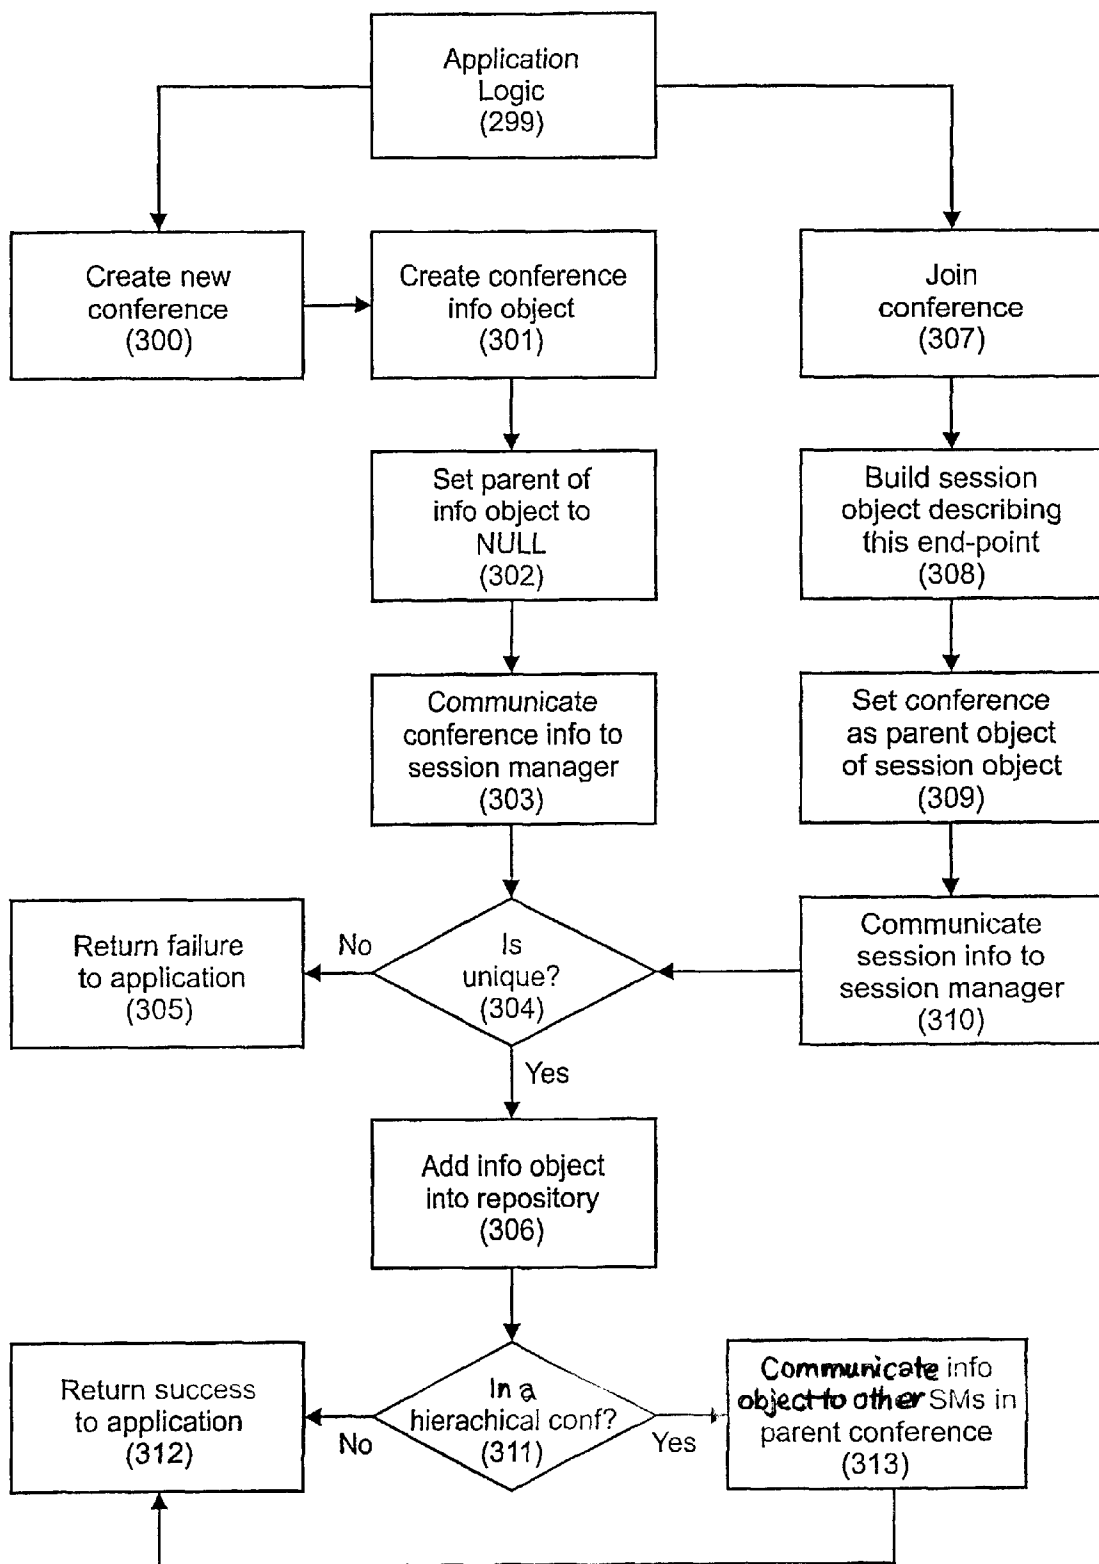 Application
Logic
(299)
Create new
conference
(300)
Create conference
info object
(301)
Join
conference
(307)
Set parent of
info object to
NULL
(302)
Build session
object describing
this end-point
(308)
Communicate
conference info to
session manager
(303)
Set conference
as parent object
of session object
(309)
Return failure
to application
(305)
No
Is
unique?
(304)
Communicate
session info to
session manager
(310)
Yes
Add info object
into repository
(306)
Return success
to application
(312)
No
In a
hierachical conf?
(311)
Yes
Communicate info
object to other SMs in
parent conference
(313)